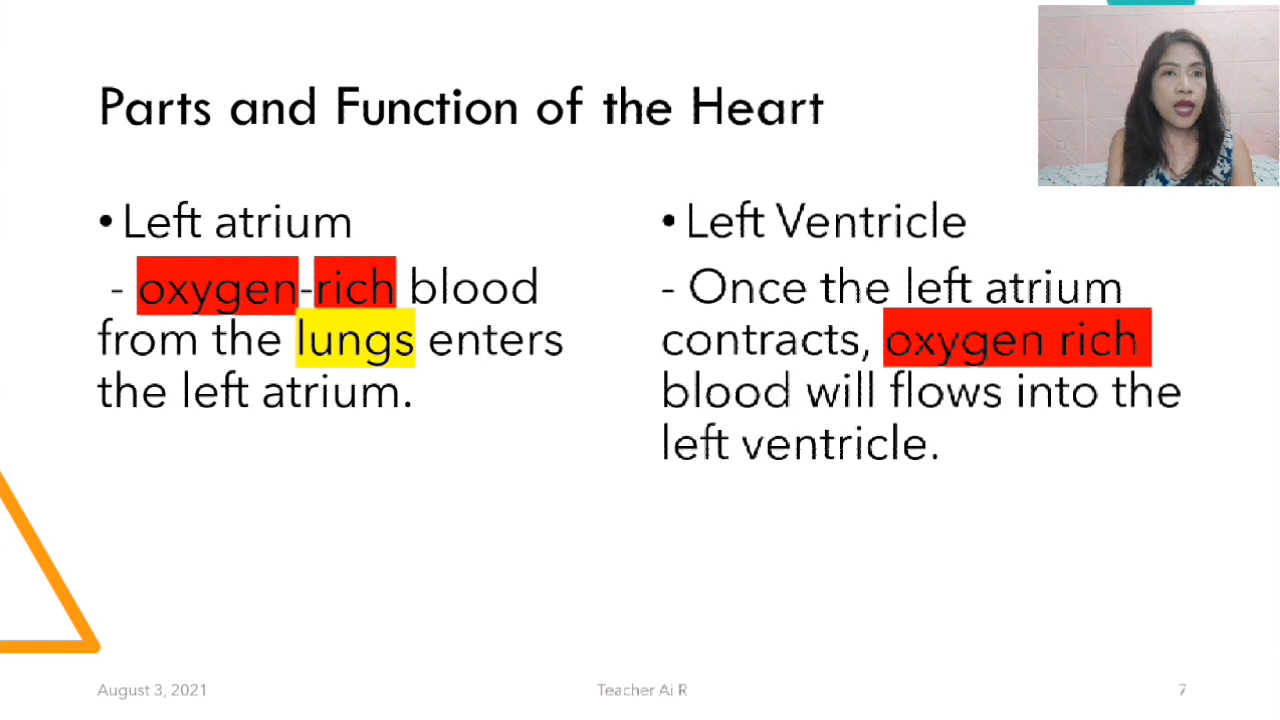 Parts and Function of the Heart
• Left atrium
- oxygen-rich blood
from the lungs enters
the left atrium.
• Left Ventricle
- Once the left atrium
contracts, oxygen rich
blood will flows into the
left ventricle.
August 3, 2021
Teacher Ai R
7